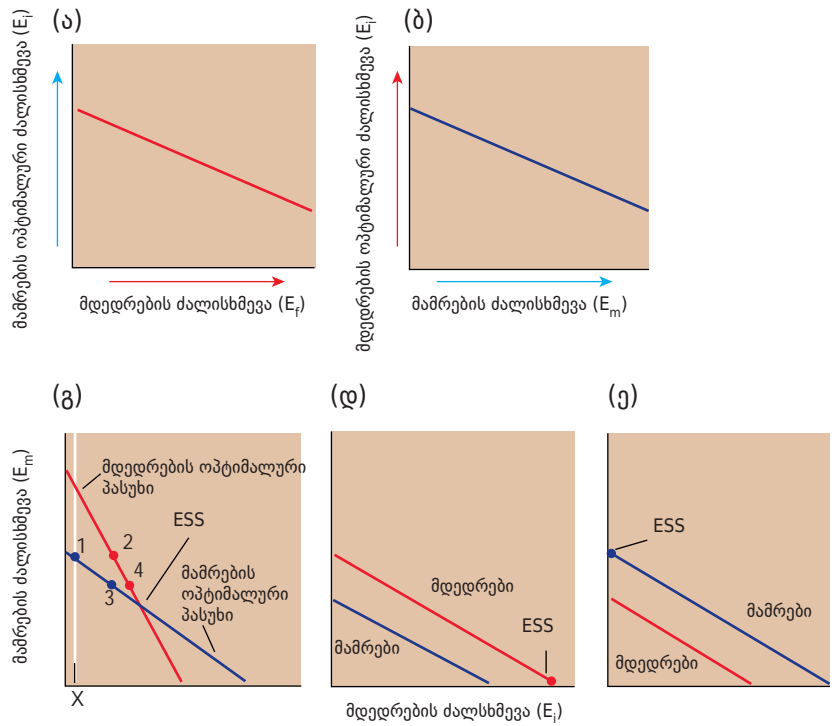 (ა)
მამრების ოპტიმალური ძალისხმევა (Ei)
მდედრების ძალისხმევა (Ef)
(ბ)
მდედრების ოპტიმალური ძალისხმევა (Ei)
მამრების ძალისხმევა (Em)
(გ)
მამრების ძალისხმევა (Em)
მდედრების ოპტიმალური
პასუხი
ESS
1
2
3
4
მამრების
ოპტიმალური
პასუხი
X
(დ)
მდედრები
მამრები
ESS
მდედრების ძალსხმევა (Ei)
(ე)
ESS
მამრები
მდედრები